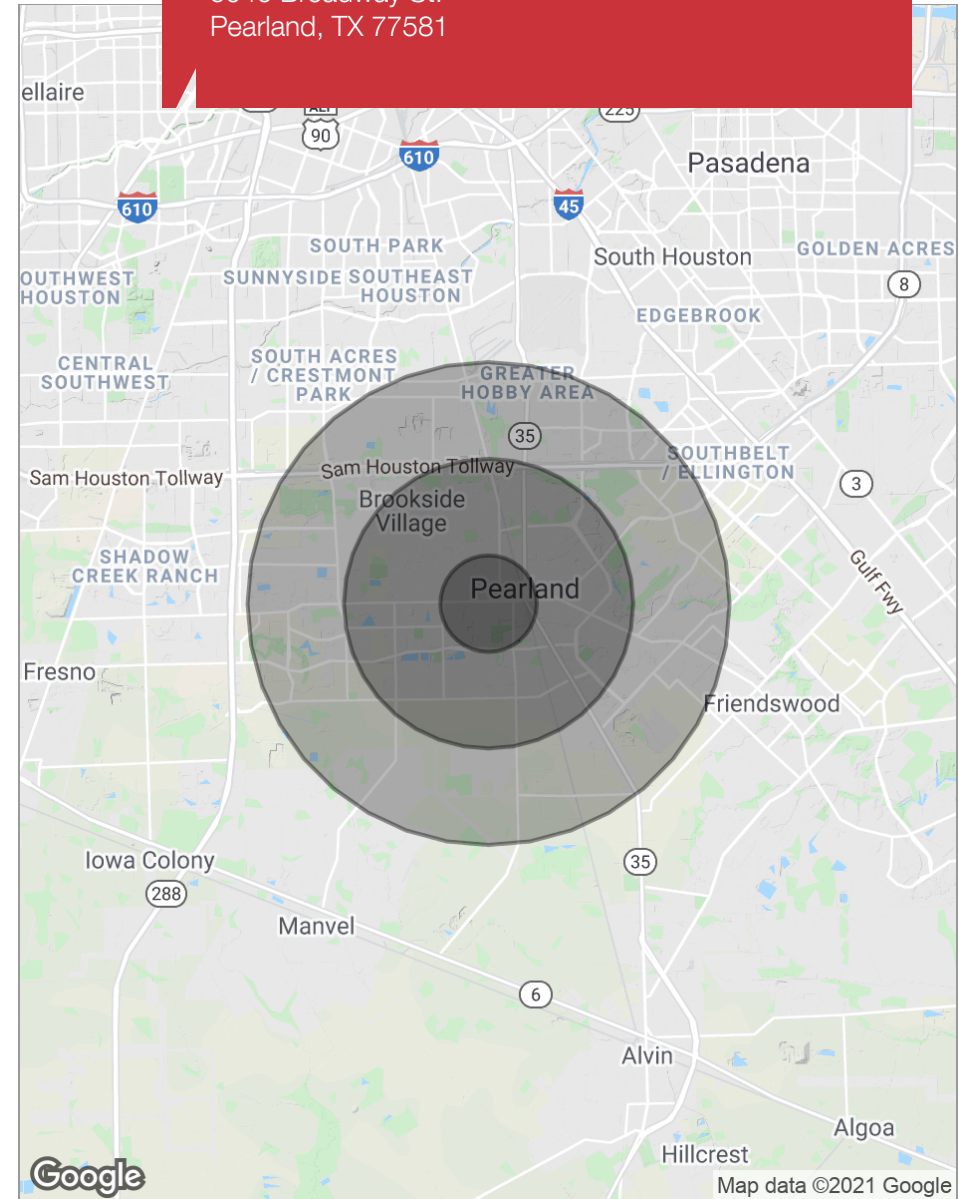 Pearland, TX 77581
ellaire
90
225
610
Pasadena
610
45
SOUTH PARK
South Houston
GOLDEN ACRES
OUTHWEST
HOUSTON
SUNNYSIDE
SOUTHEAST
HOUSTON
8
EDGEBROOK
CENTRAL
SOUTHWEST
SOUTH ACRES
/ CRESTMONT
PARK
GREATER
HOBBY AREA
35
SOUTHBELT
/ ELLINGTON
Sam Houston Tollway
Sam Houston Tollway
3
Brookside
Village
SHADOW
CREEK RANCH
Gulf Fwy
Pearland
Fresno
Friendswood
Iowa Colony
35
288
Manvel
6
Alvin
Algoa
Hillcrest
Google
Map data ©2021 Google